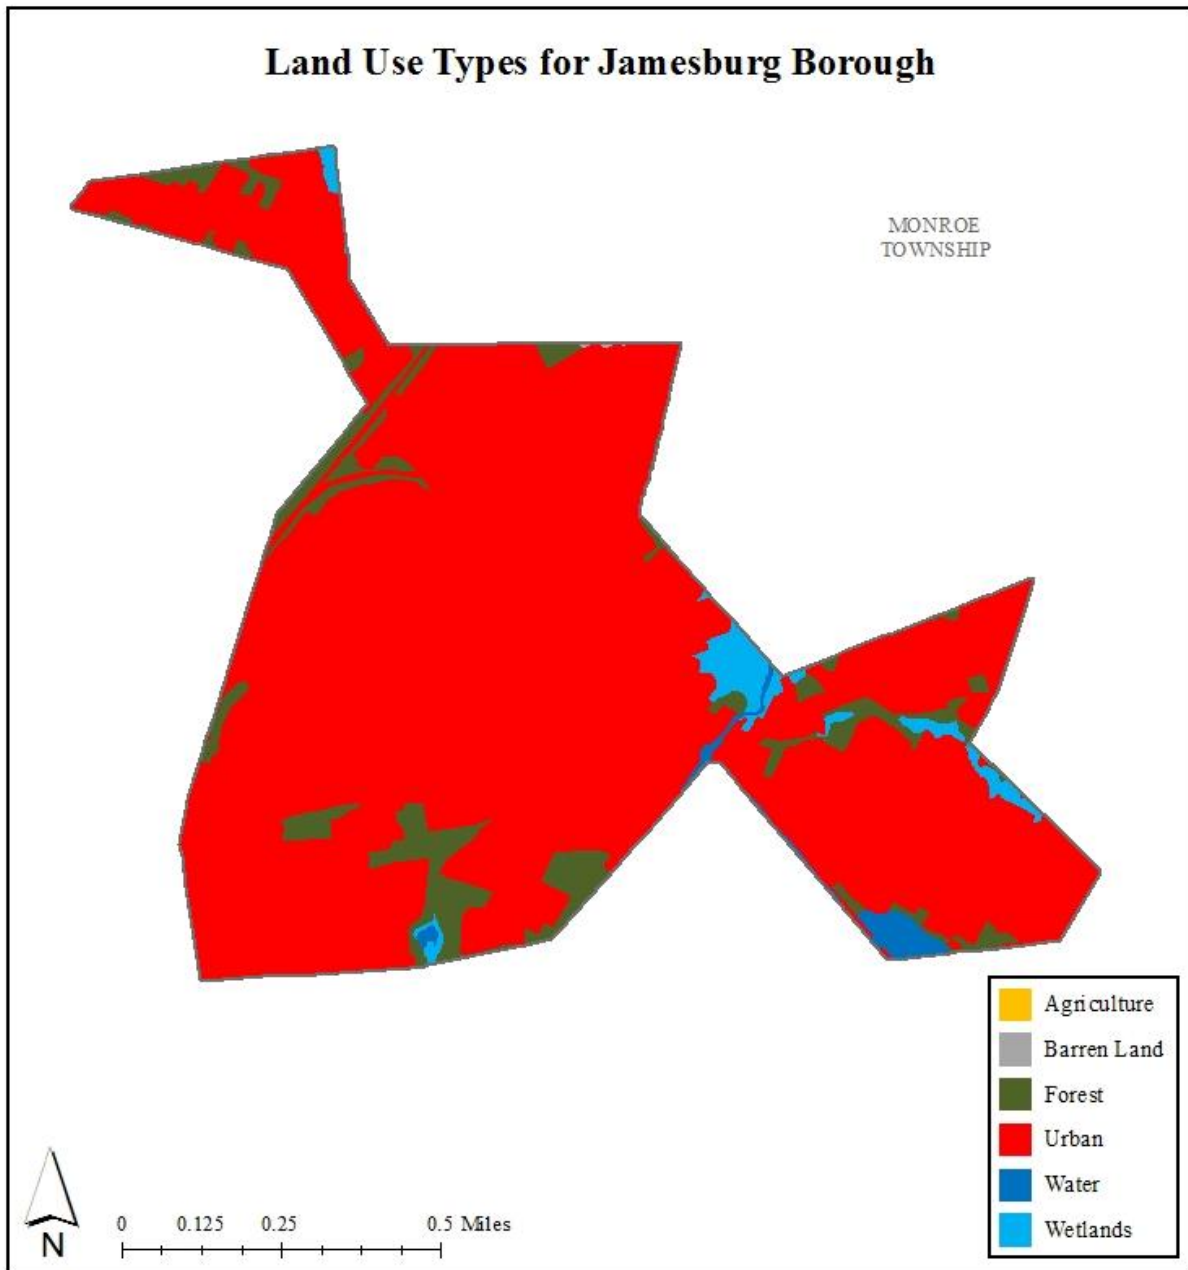 Land Use Types for Jamesburg Borough
MONROE
TOWNSHIP
Agriculture
Barren Land
Forest
Urban
Water
Wetlands
N
0 0.125 0.25 0.5 Miles